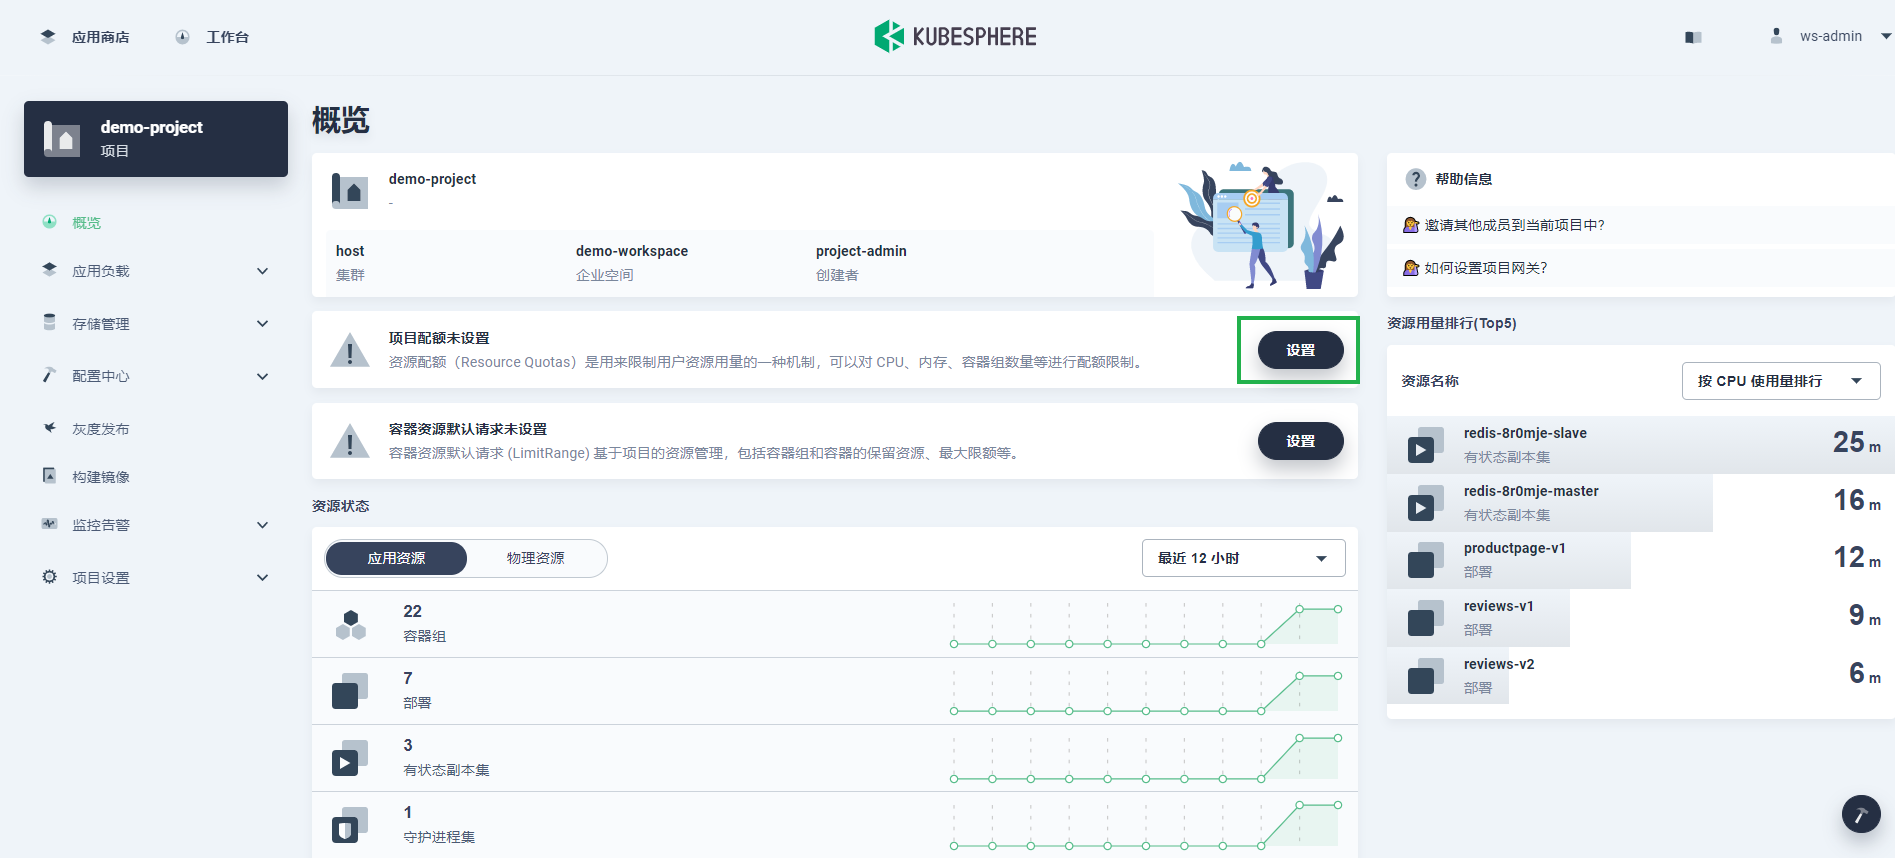 应用商店
工作台
KUBESPHERE
ws-admin
demo-project
项目
概览
应用负载
存储管理
配置中心
灰度发布
构建镜像
监控告警
项目设置
概览
demo-project
-
host
集群
demo-workspace
企业空间
project-admin
创建者
项目配额未设置
资源配额（Resource Quotas）是用来限制用户资源用量的一种机制，可以对 CPU、内存、容器组数量等进行配额限制。
设置
容器资源默认请求未设置
容器资源默认请求 (LimitRange) 基于项目的资源管理，包括容器组和容器的保留资源、最大限额等。
设置
资源状态
应用资源
物理资源
最近 12 小时
22
容器组
7
部署
3
有状态副本集
1
守护进程集
帮助信息
邀请其他成员到当前项目中?
如何设置项目网关?
资源用量排行(Top5)
资源名称
按 CPU 使用量排行
redis-8r0mje-slave
有状态副本集
25 m
redis-8r0mje-master
有状态副本集
16 m
productpage-v1
部署
12 m
reviews-v1
部署
9 m
reviews-v2
部署
6 m